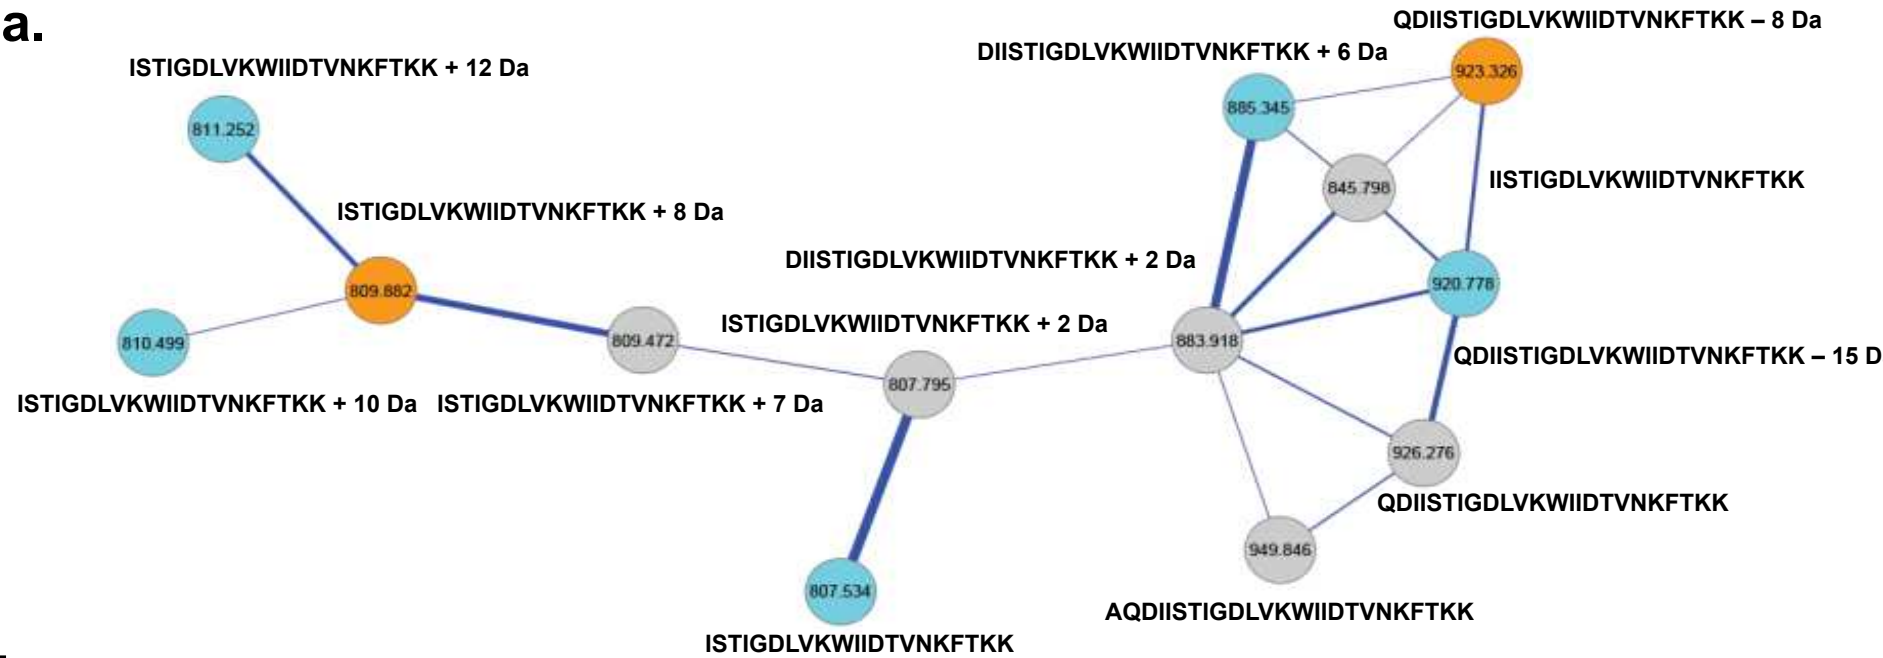 a.
QDIISTIGDLVKWIIDTVNKFTKK – 8 Da
DIISTIGDLVKWIIDTVNKFTKK + 6 Da
ISTIGDLVKWIIDTVNKFTKK + 12 Da
923.326
885.345
811.252
IISTIGDLVKWIIDTVNKFTKK
845.798
ISTIGDLVKWIIDTVNKFTKK + 8 Da
DIISTIGDLVKWIIDTVNKFTKK + 2 Da
920.778
809.882
ISTIGDLVKWIIDTVNKFTKK + 2 Da
810.499
809.472
883.918
QDIISTIGDLVKWIIDTVNKFTKK – 15 D
807.795
ISTIGDLVKWIIDTVNKFTKK + 10 Da
ISTIGDLVKWIIDTVNKFTKK + 7 Da
926.276
QDIISTIGDLVKWIIDTVNKFTKK
949.846
807.534
AQDIISTIGDLVKWIIDTVNKFTKK
ISTIGDLVKWIIDTVNKFTKK